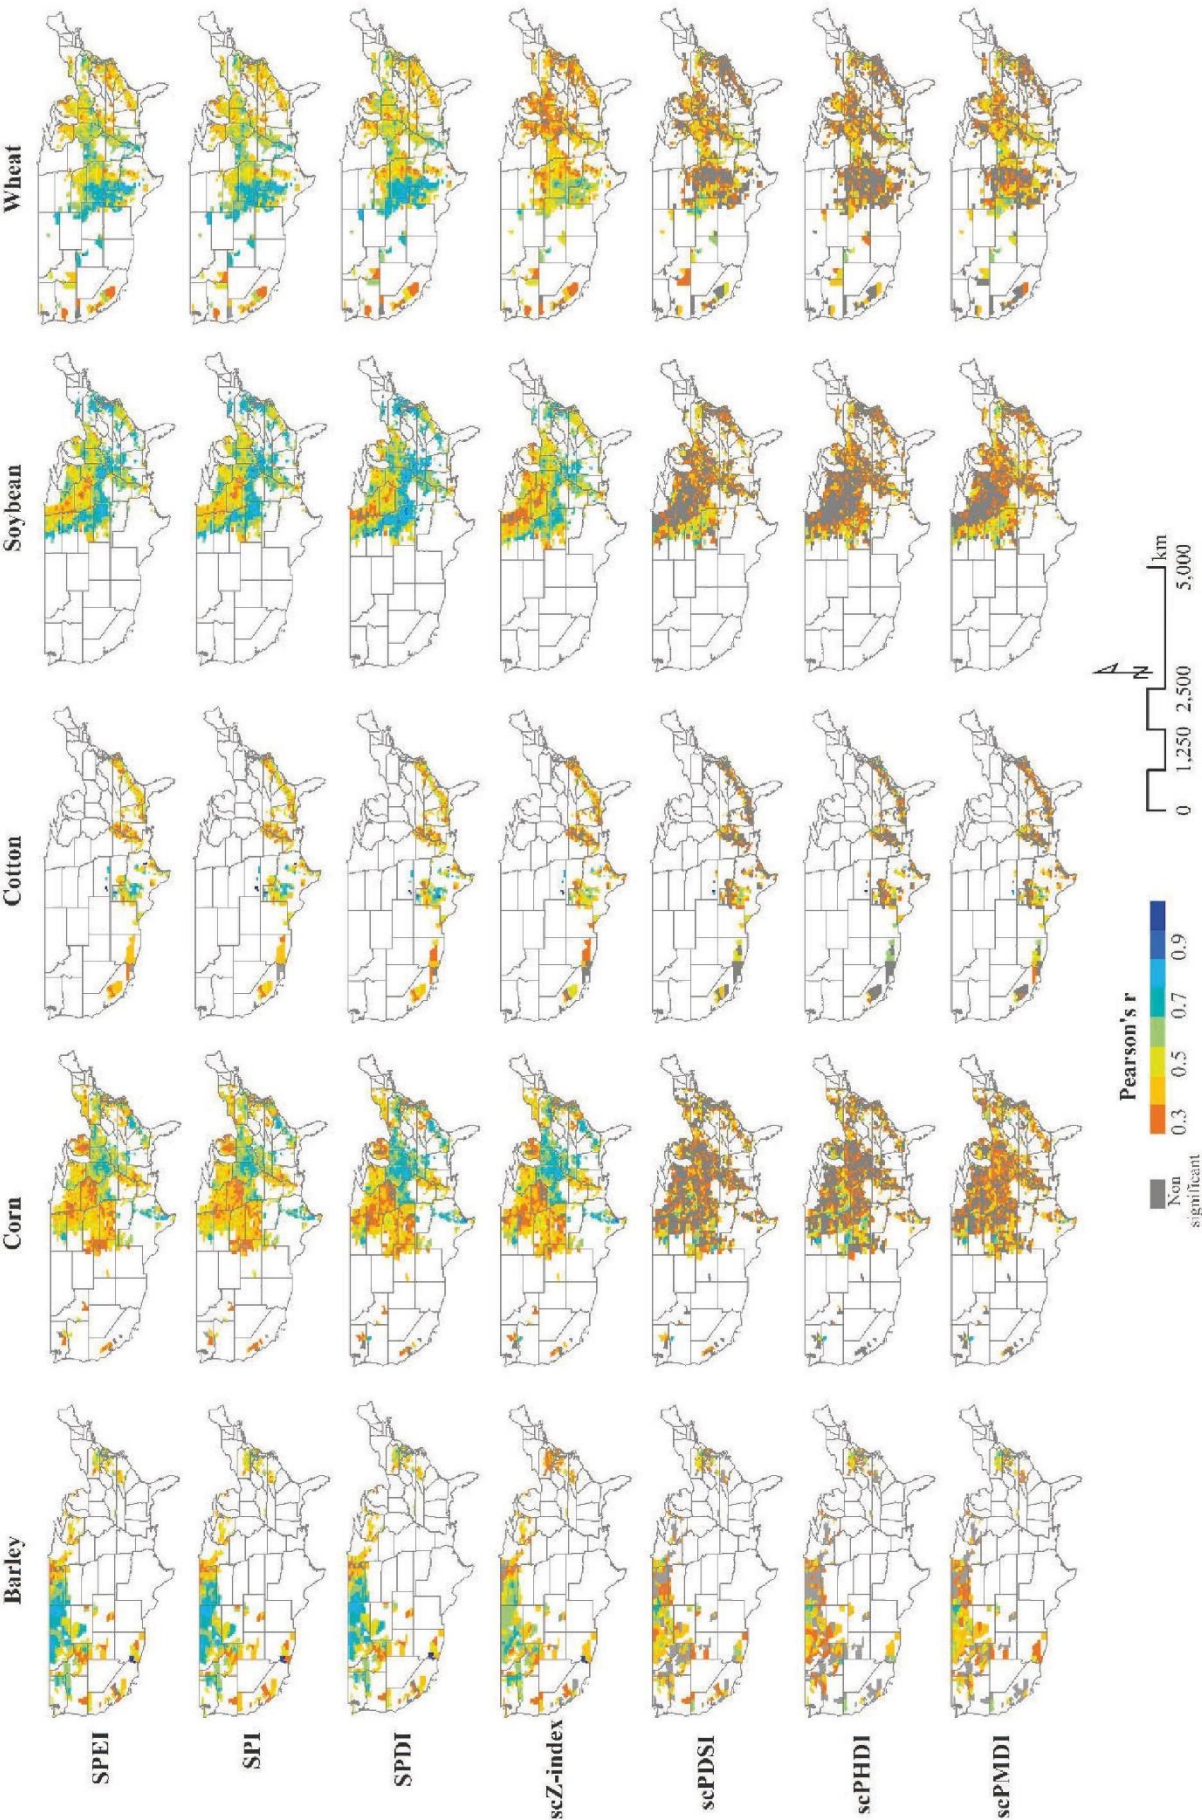 Barley
Corn
Cotton
Soybean
Wheat
SPEI
SPI
SPDI
scZ-index
scPDSI
scPHDI
scPMDI
Pearson's r
Non
significant
0.3 0.5 0.7 0.9
N
km
0 1,250 2,500 5,000